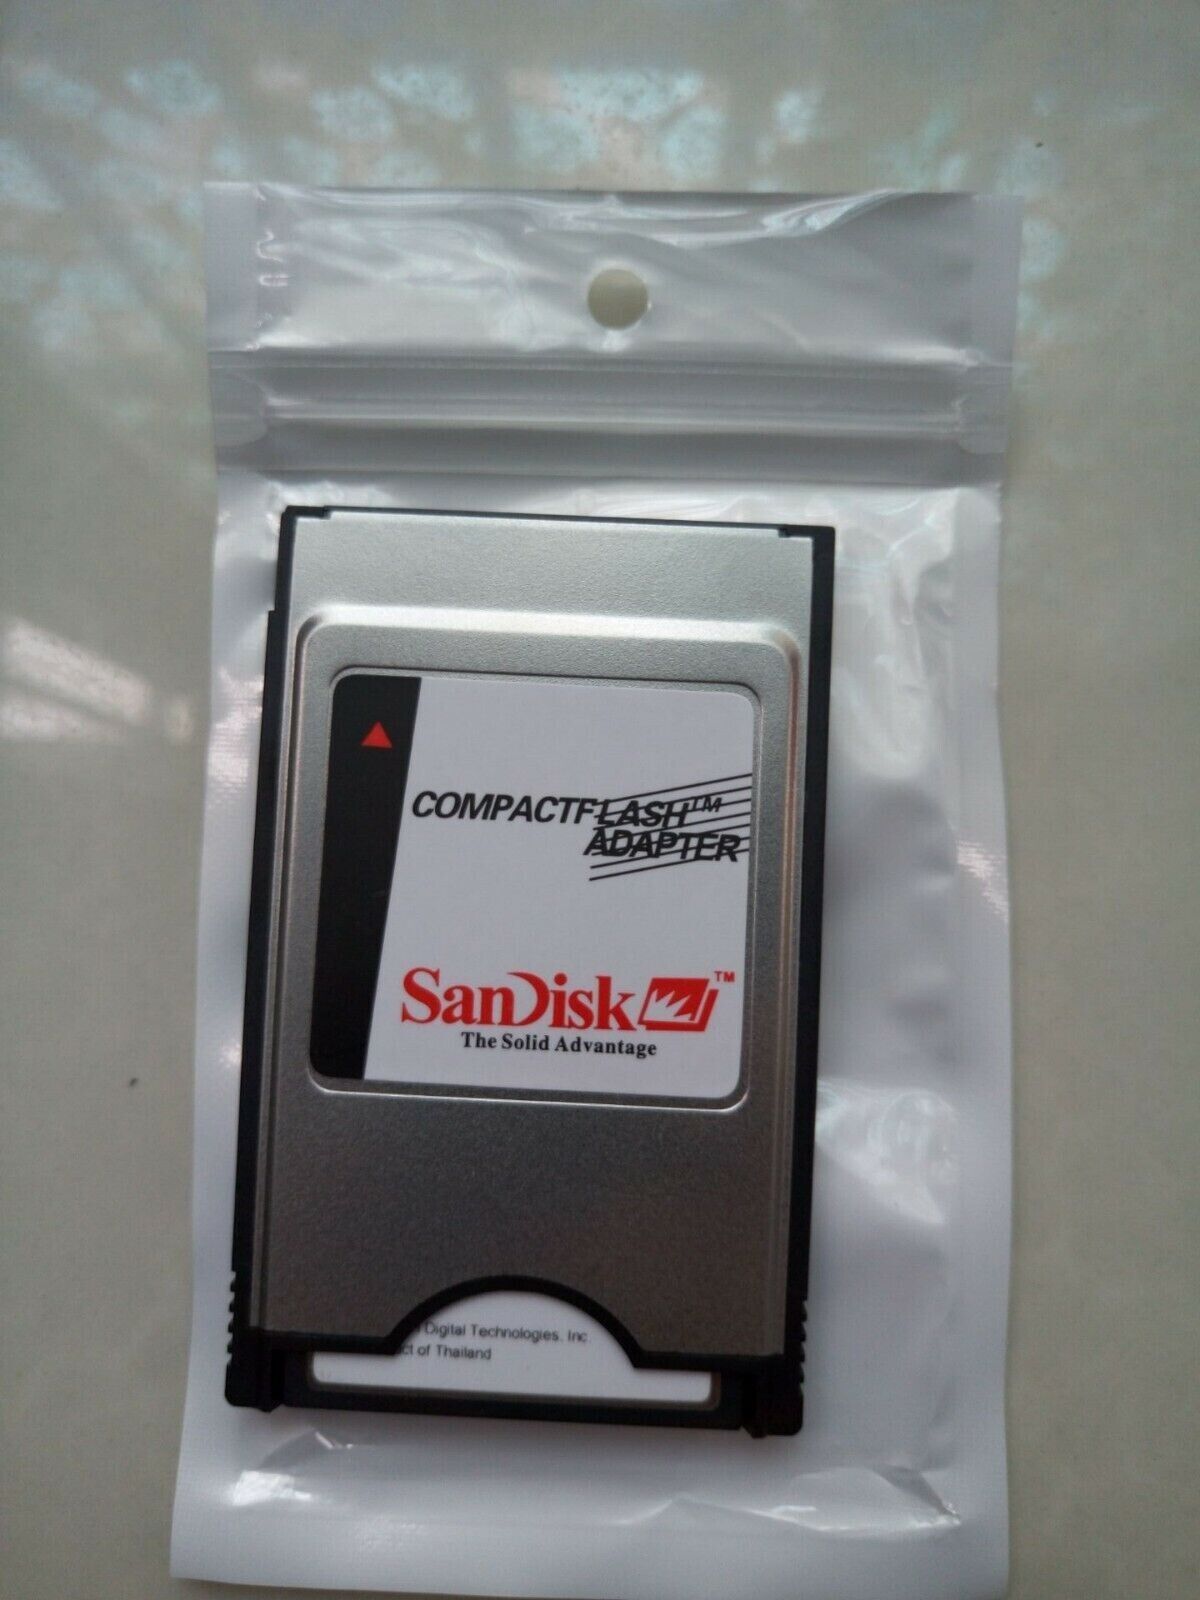 COMPACTFLASH™
ADAPTER
SanDisk™
The Solid Advantage
Digital Technologies, Inc.
of Thailand